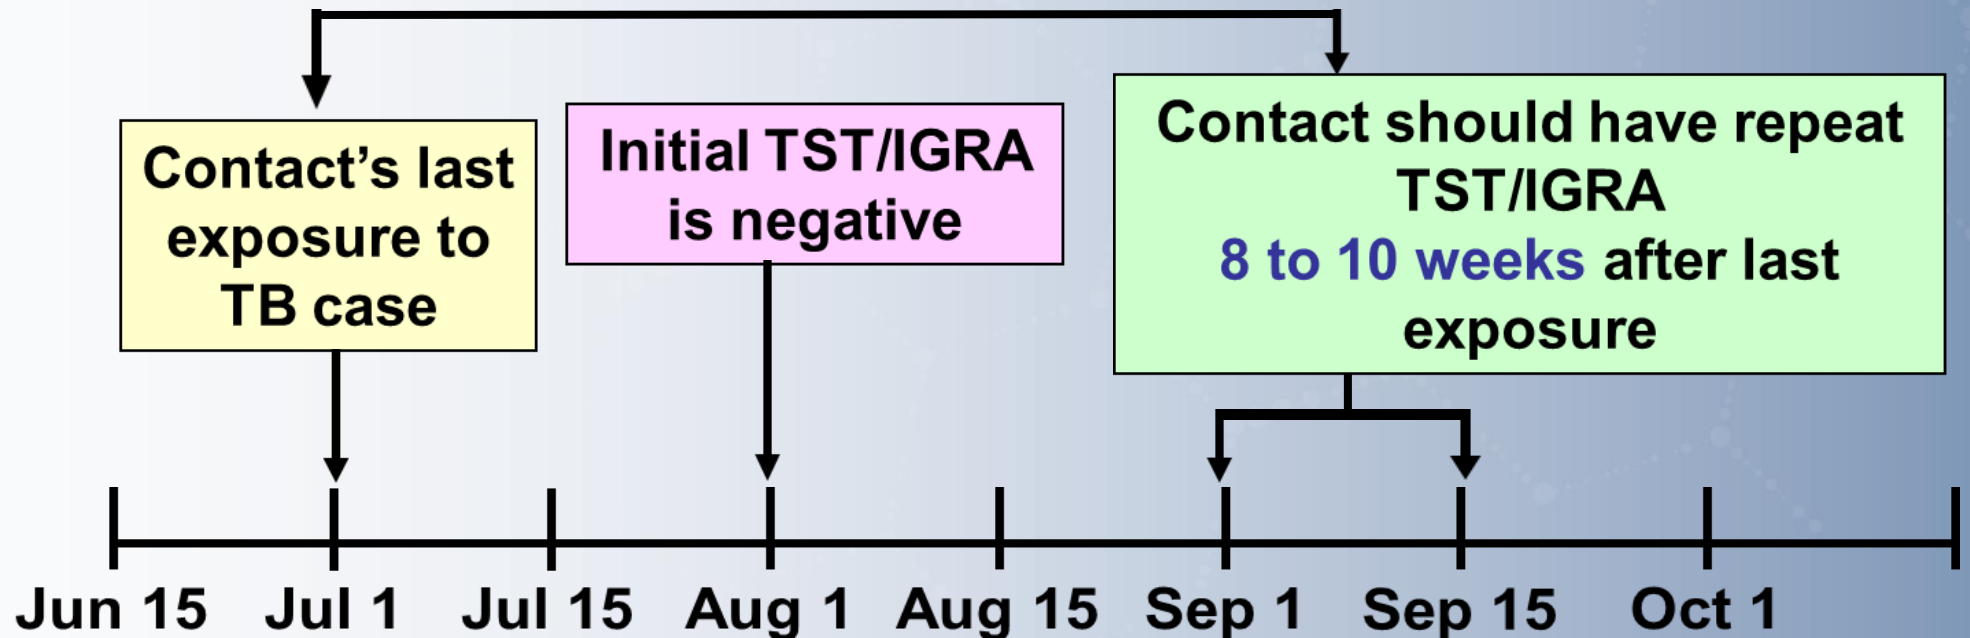 Contact’s last
exposure to
TB case
Initial TST/IGRA
is negative
Contact should have repeat
TST/IGRA
8 to 10 weeks after last
exposure
Jun 15 Jul 1 Jul 15 Aug 1 Aug 15 Sep 1 Sep 15 Oct 1